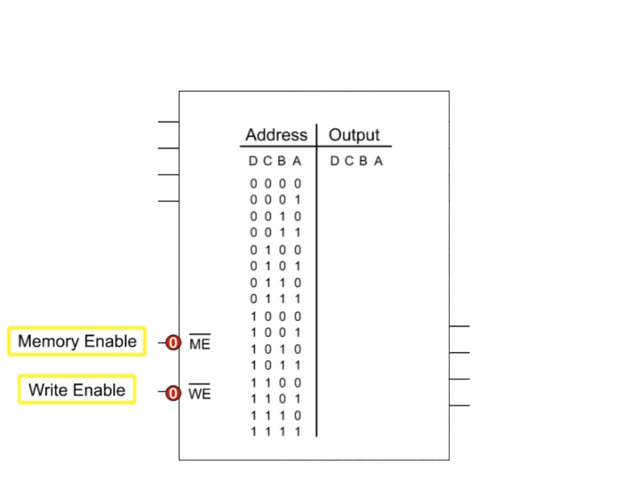 Address Output
D C B A D C B A
0 0 0 0
0 0 0 1
0 0 1 0
0 0 1 1
0 1 0 0
0 1 0 1
0 1 1 0
0 1 1 1
1 0 0 0
1 0 0 1
1 0 1 0
1 0 1 1
1 1 0 0
1 1 0 1
1 1 1 0
1 1 1 1
Memory Enable 0 ME
Write Enable 0 WE